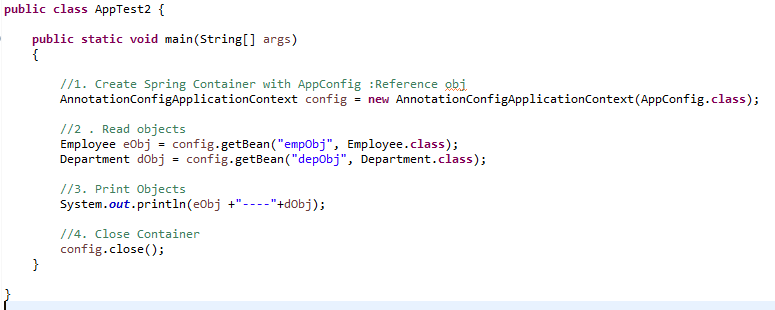 public class AppTest2 {
public static void main(String[] args)
{
//1. Create Spring Container with AppConfig :Reference obj
AnnotationConfigApplicationContext config = new AnnotationConfigApplicationContext(AppConfig.class);
//2 . Read objects
Employee eObj = config.getBean("empObj", Employee.class);
Department dObj = config.getBean("depObj", Department.class);
//3. Print Objects
System.out.println(eObj +"----"+dObj);
//4. Close Container
config.close();
}
}